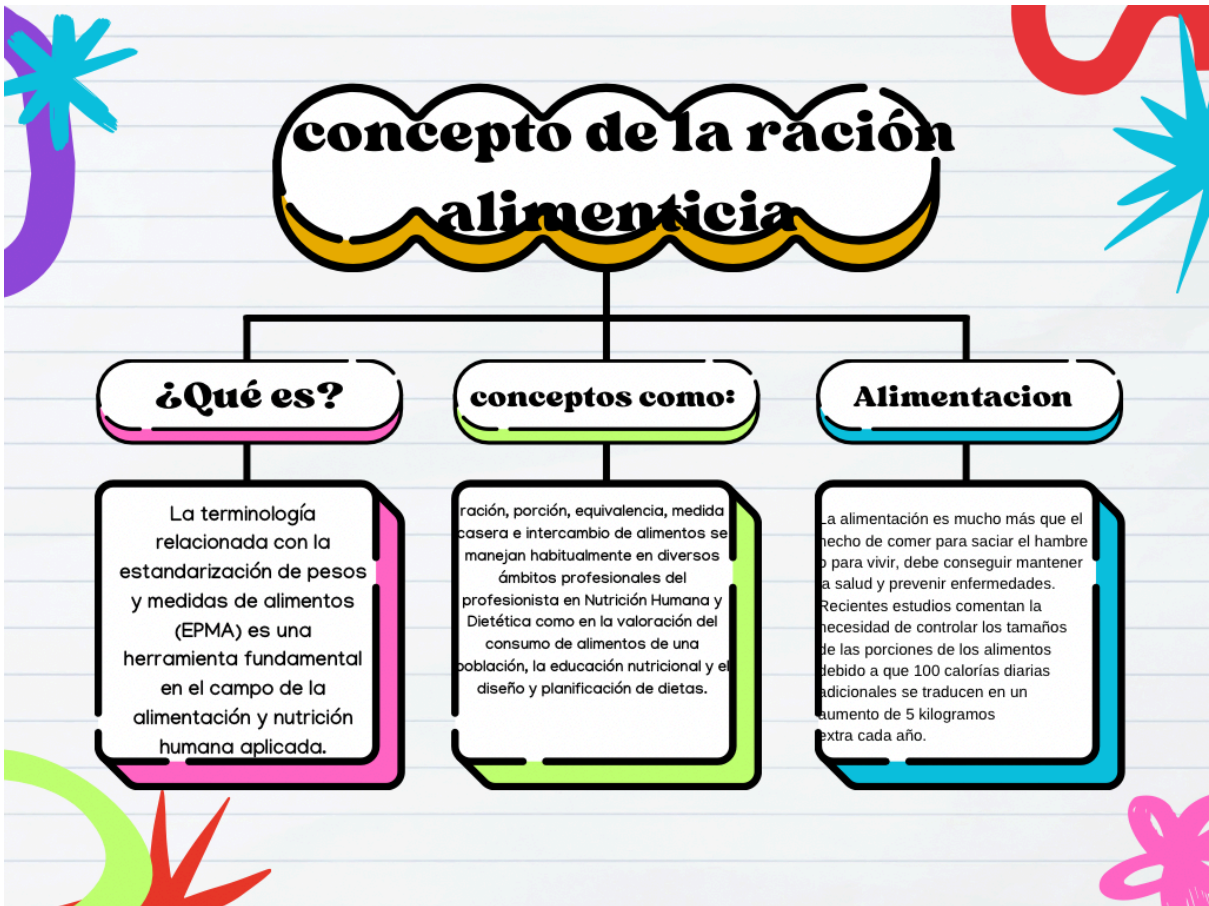 concepto de la ración
alimenticia
¿Qué es?
La terminología
relacionada con la
estandarización de pesos
y medidas de alimentos
(EPMA) es una
herramienta fundamental
en el campo de la
alimentación y nutrición
humana aplicada.
conceptos como:
ración, porción, equivalencia, medida
casera e intercambio de alimentos se
manejan habitualmente en diversos
ámbitos profesionales del
profesionista en Nutrición Humana y
Dietética como en la valoración del
consumo de alimentos de una
población, la educación nutricional y el
diseño y planificación de dietas.
Alimentacion
La alimentación es mucho más que el
hecho de comer para saciar el hambre
o para vivir, debe conseguir mantener
la salud y prevenir enfermedades.
Recientes estudios comentan la
necesidad de controlar los tamaños
de las porciones de los alimentos
debido a que 100 calorías diarias
adicionales se traducen en un
aumento de 5 kilogramos
extra cada año.